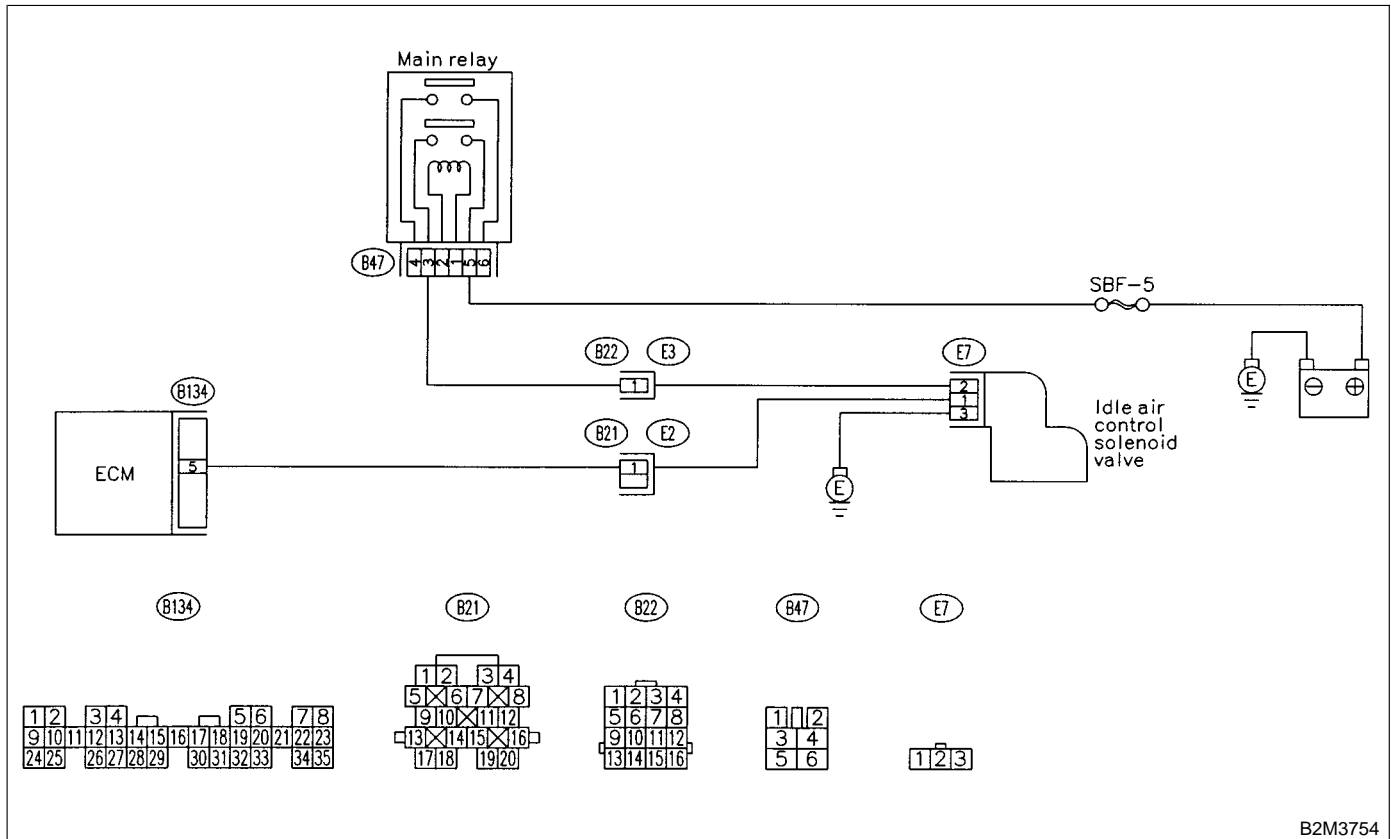 Main relay
B47
4 3 2 1 5 6
SBF-5
B22 E3 E7
1
2
1
3
B134
B21 E2
1
ECM
5
E
E
⊖ ⊕
Idle air
control
solenoid
valve
B134 B21 B22 B47 E7
1 2 3 4 5 6 7 8
9 10 11 12 13 14 15 16 17 18 19 20 21 22 23
24 25 26 27 28 29 30 31 32 33 34 35
1 2 3 4
5 6 7 8
9 10 11 12
13 14 15 16
17 18 19 20
1 2 3 4
5 6 7 8
9 10 11 12
13 14 15 16
1 2
3 4
5 6
1 2 3
B2M3754